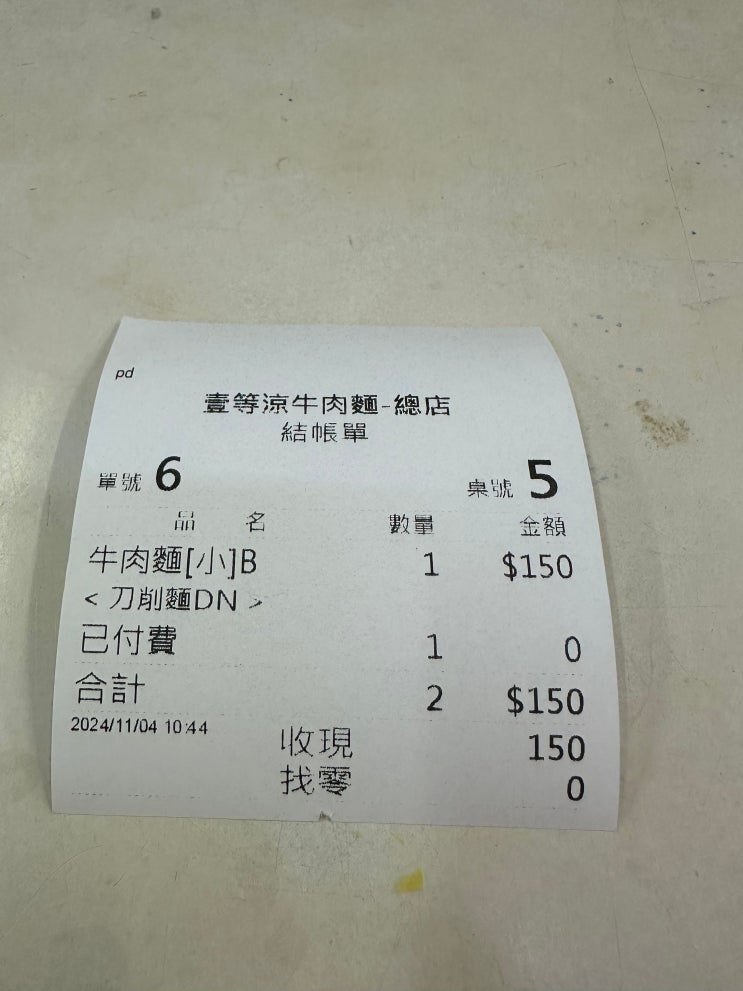 pd
壹等涼牛肉麵-總店
結帳單
單號 6 桌號 5
品 名 數量 金額
牛肉麵[小]B 1 $150
< 刀削麵DN >
已付費 1 0
合計 2 $150
2024/11/04 10:44
收現 150
找零 0